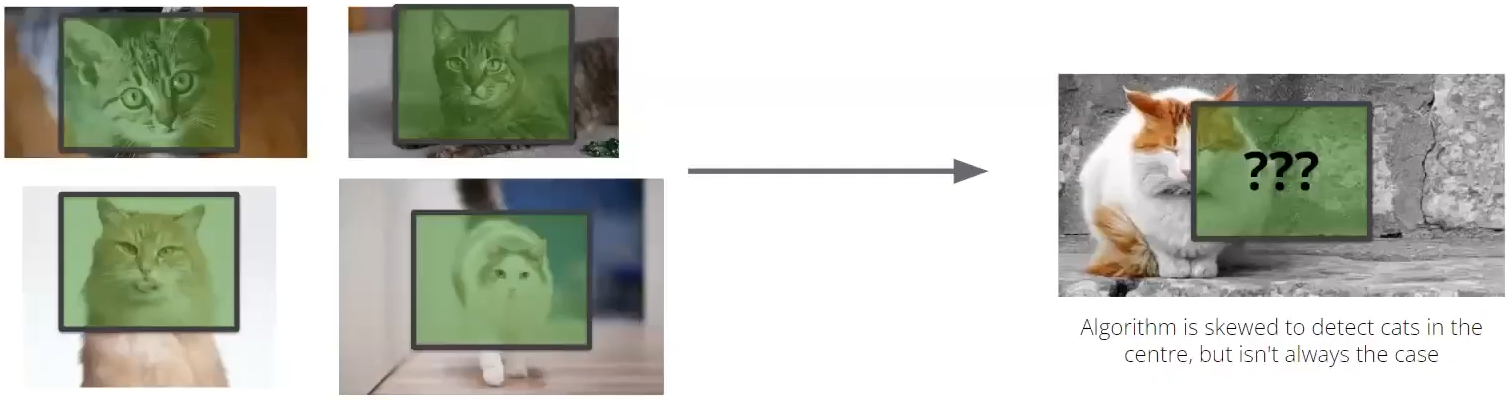 ???
Algorithm is skewed to detect cats in the
centre, but isn't always the case